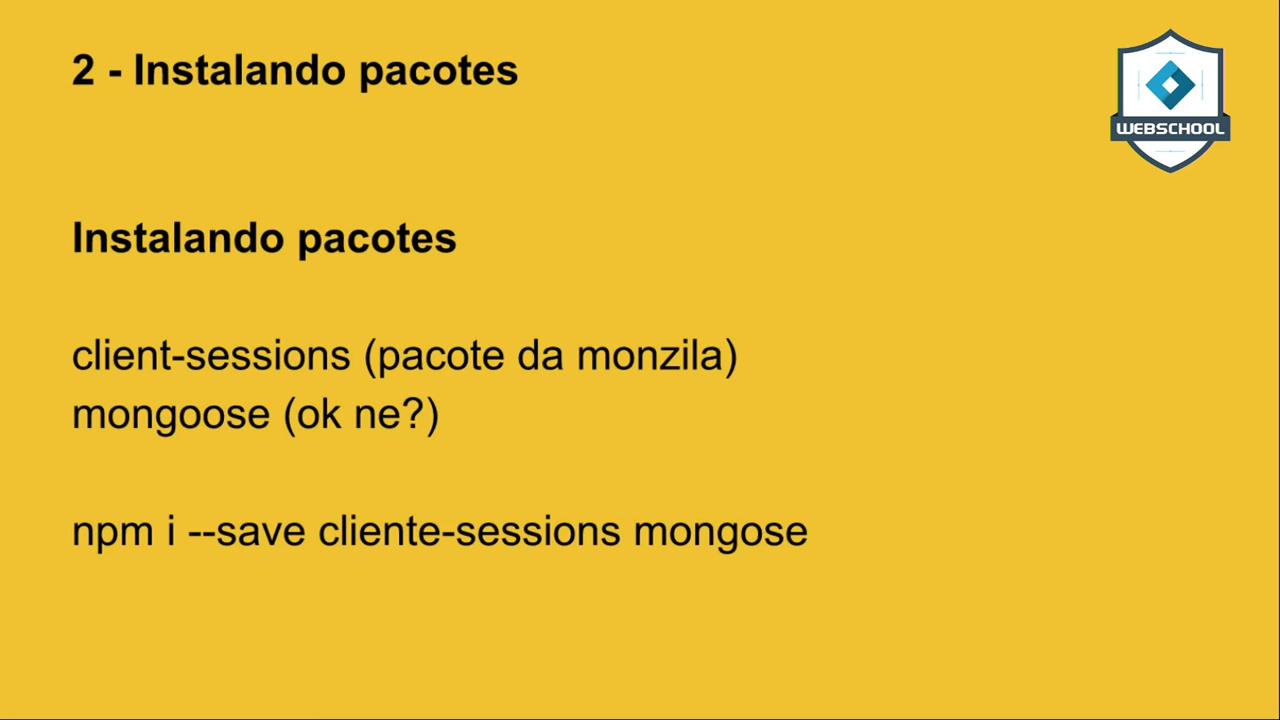 2 - Instalando pacotes
WEBSCHOOL
Instalando pacotes
client-sessions (pacote da monzila)
mongoose (ok ne?)
npm i --save cliente-sessions mongose